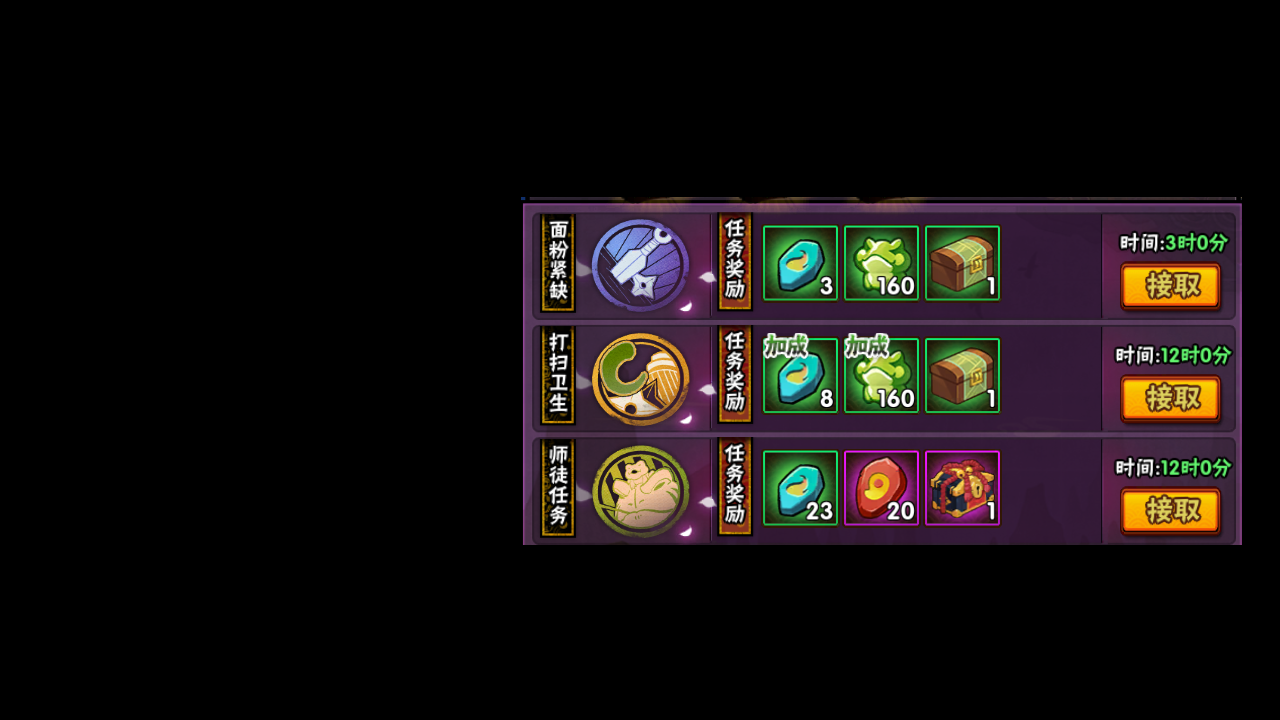 面粉紧缺
任务奖励
3
160
1
时间:3时0分
接取
打扫卫生
任务奖励
加成
8
加成
160
1
时间:12时0分
接取
师徒任务
任务奖励
23
20
1
时间:12时0分
接取